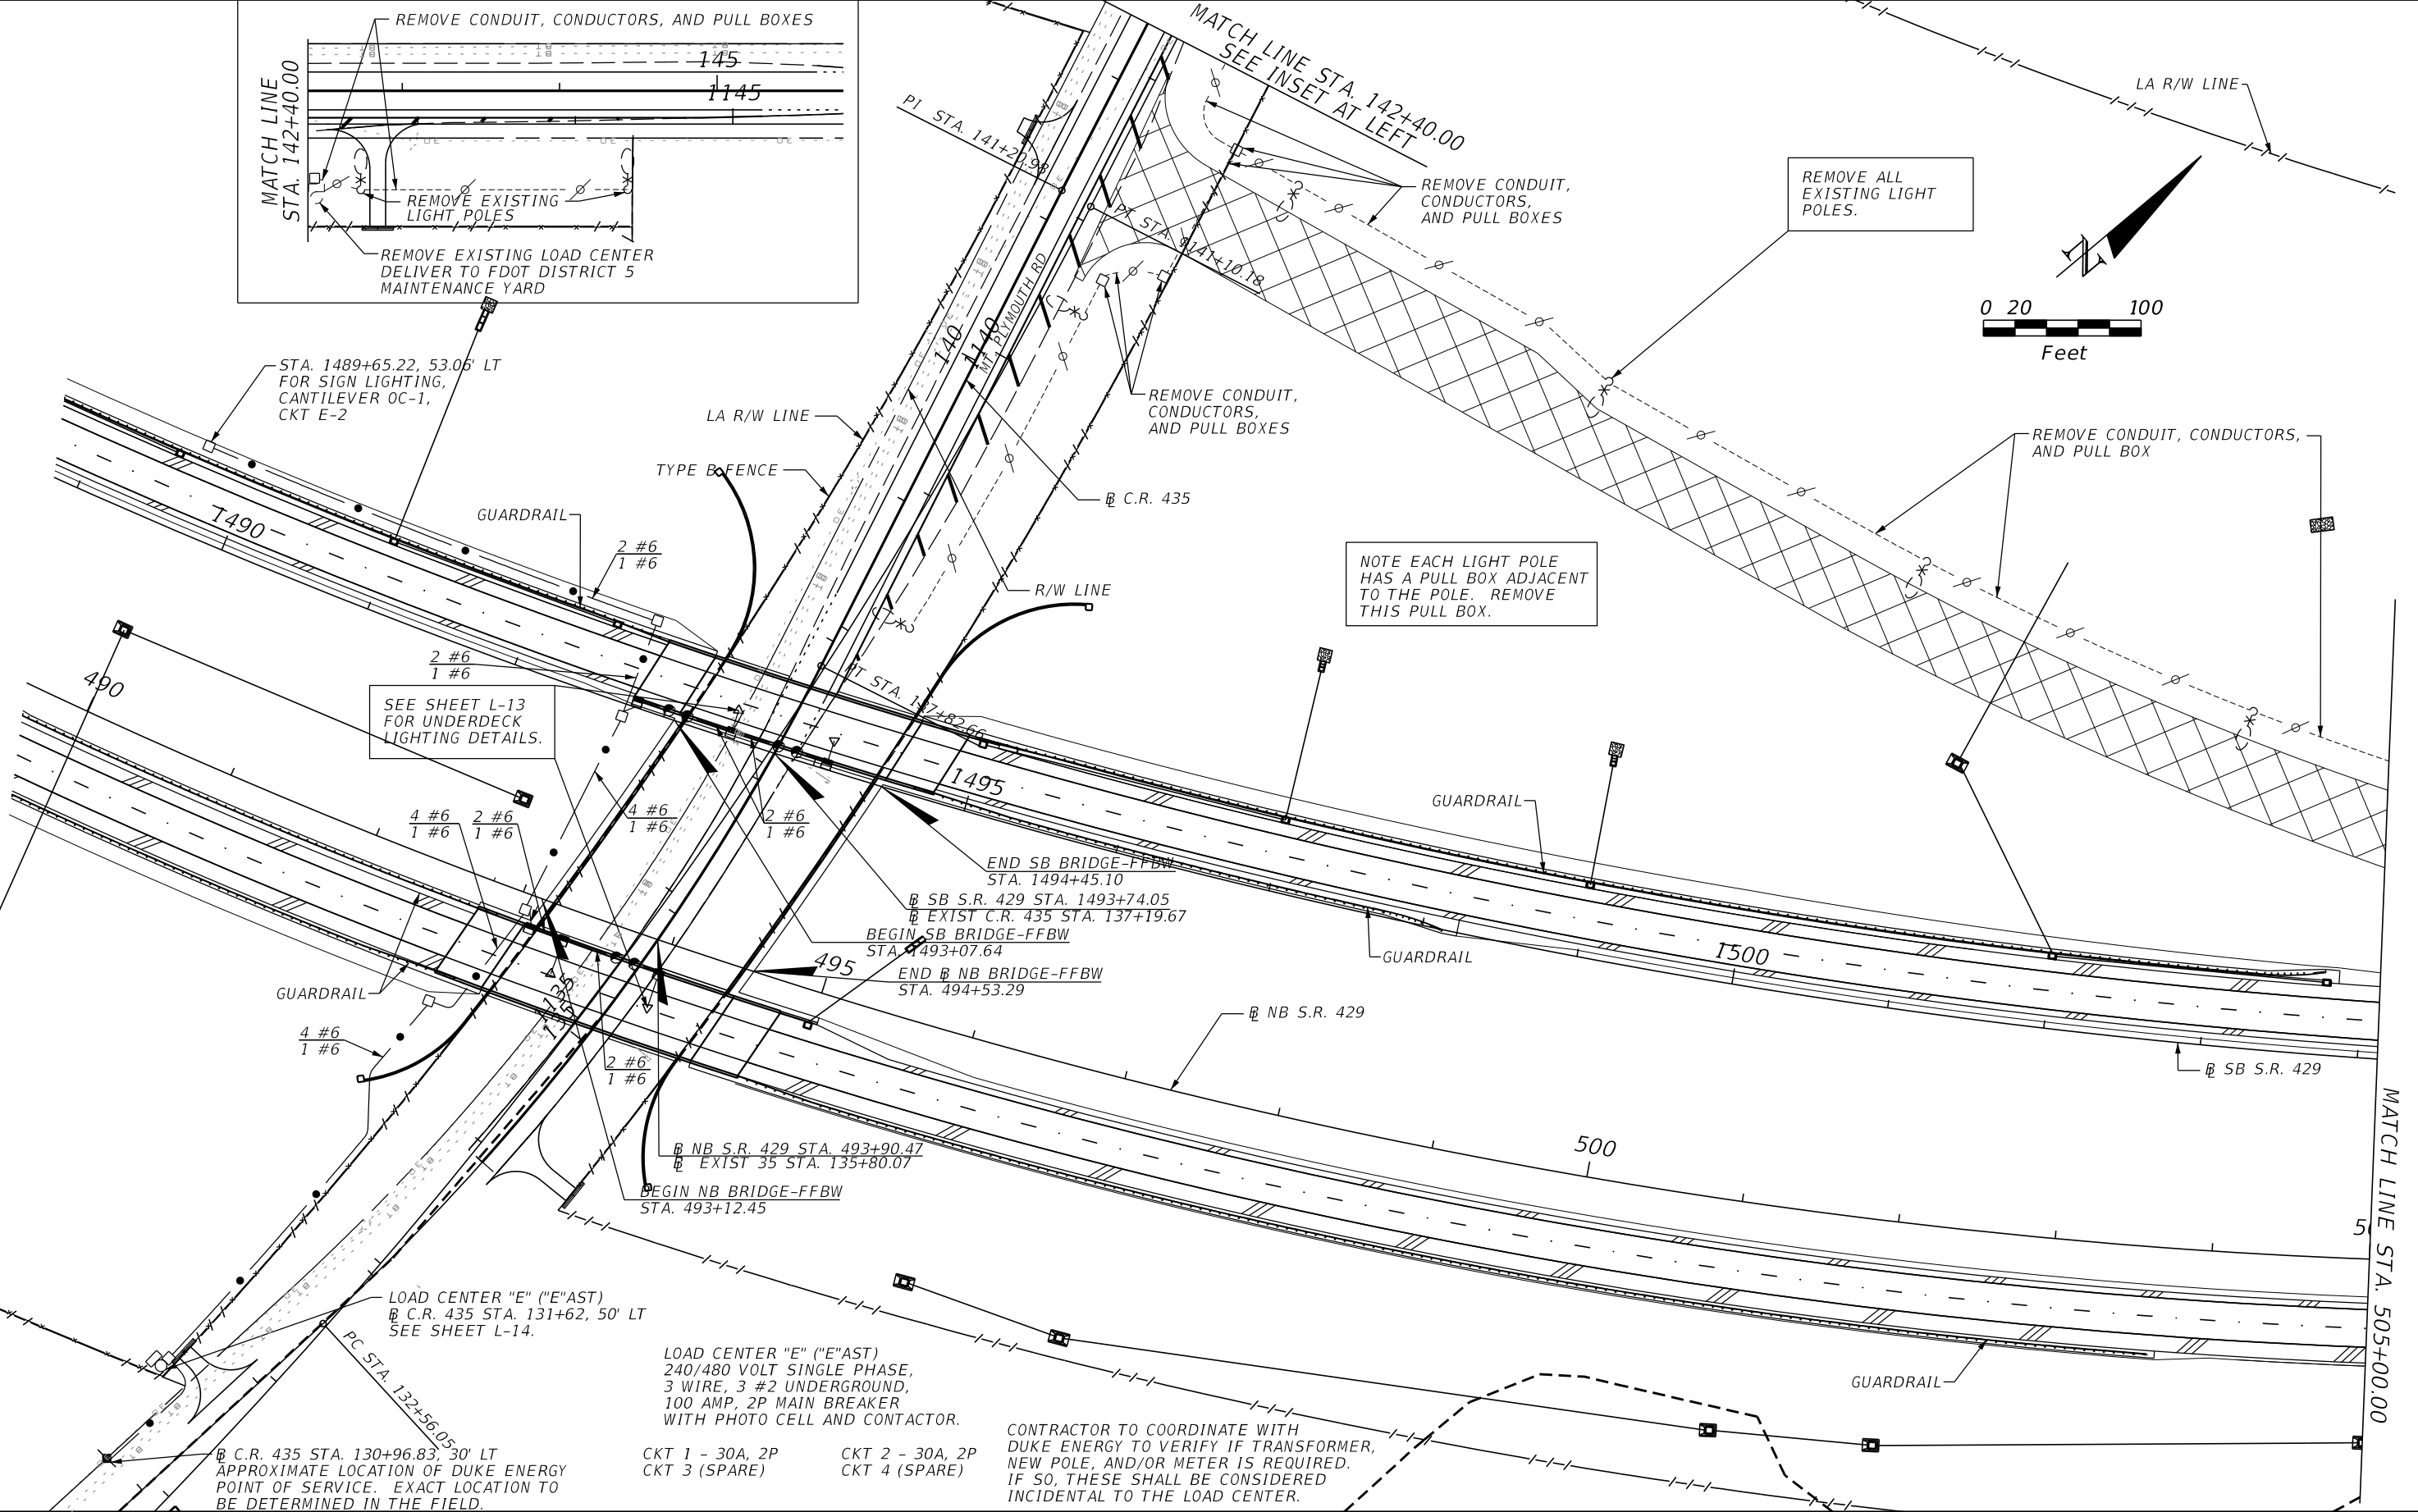 REMOVE CONDUIT, CONDUCTORS, AND PULL BOXES
145
1145
MATCH LINE
STA. 142+40.00
REMOVE EXISTING
LIGHT POLES
REMOVE EXISTING LOAD CENTER
DELIVER TO FDOT DISTRICT 5
MAINTENANCE YARD
MATCH LINE STA. 142+40.00
SEE INSET AT LEFT
PI STA. 141+20.98
PT STA. 1141+10.18
MT. PLYMOUTH RD
140
1140
LA R/W LINE
REMOVE CONDUIT,
CONDUCTORS,
AND PULL BOXES
REMOVE ALL
EXISTING LIGHT
POLES.
N
0 20 100
Feet
STA. 1489+65.22, 53.06' LT
FOR SIGN LIGHTING,
CANTILEVER OC-1,
CKT E-2
LA R/W LINE
TYPE B FENCE
REMOVE CONDUIT,
CONDUCTORS,
AND PULL BOXES
REMOVE CONDUIT, CONDUCTORS,
AND PULL BOX
GUARDRAIL
1490
2 #6
1 #6
℄ C.R. 435
R/W LINE
NOTE EACH LIGHT POLE
HAS A PULL BOX ADJACENT
TO THE POLE.  REMOVE
THIS PULL BOX.
2 #6
1 #6
490
SEE SHEET L-13
FOR UNDERDECK
LIGHTING DETAILS.
PT STA. 137+82.66
1495
4 #6
1 #6
2 #6
1 #6
4 #6
1 #6
2 #6
1 #6
GUARDRAIL
END SB BRIDGE-FFBW
STA. 1494+45.10
℄ SB S.R. 429 STA. 1493+74.05
℄ EXIST C.R. 435 STA. 137+19.67
BEGIN SB BRIDGE-FFBW
STA. 1493+07.64
END ℄ NB BRIDGE-FFBW
STA. 494+53.29
495
GUARDRAIL
1500
GUARDRAIL
1135
135
4 #6
1 #6
2 #6
1 #6
℄ NB S.R. 429
℄ SB S.R. 429
℄ NB S.R. 429 STA. 493+90.47
℄ EXIST 35 STA. 135+80.07
BEGIN NB BRIDGE-FFBW
STA. 493+12.45
500
MATCH LINE STA. 505+00.00
LOAD CENTER "E" ("E"AST)
℄ C.R. 435 STA. 131+62, 50' LT
SEE SHEET L-14.
PC STA. 132+56.05
LOAD CENTER "E" ("E"AST)
240/480 VOLT SINGLE PHASE,
3 WIRE, 3 #2 UNDERGROUND,
100 AMP, 2P MAIN BREAKER
WITH PHOTO CELL AND CONTACTOR.
CKT 1 - 30A, 2P CKT 2 - 30A, 2P
CKT 3 (SPARE) CKT 4 (SPARE)
GUARDRAIL
CONTRACTOR TO COORDINATE WITH
DUKE ENERGY TO VERIFY IF TRANSFORMER,
NEW POLE, AND/OR METER IS REQUIRED.
IF SO, THESE SHALL BE CONSIDERED
INCIDENTAL TO THE LOAD CENTER.
℄ C.R. 435 STA. 130+96.83, 30' LT
APPROXIMATE LOCATION OF DUKE ENERGY
POINT OF SERVICE.  EXACT LOCATION TO
BE DETERMINED IN THE FIELD.